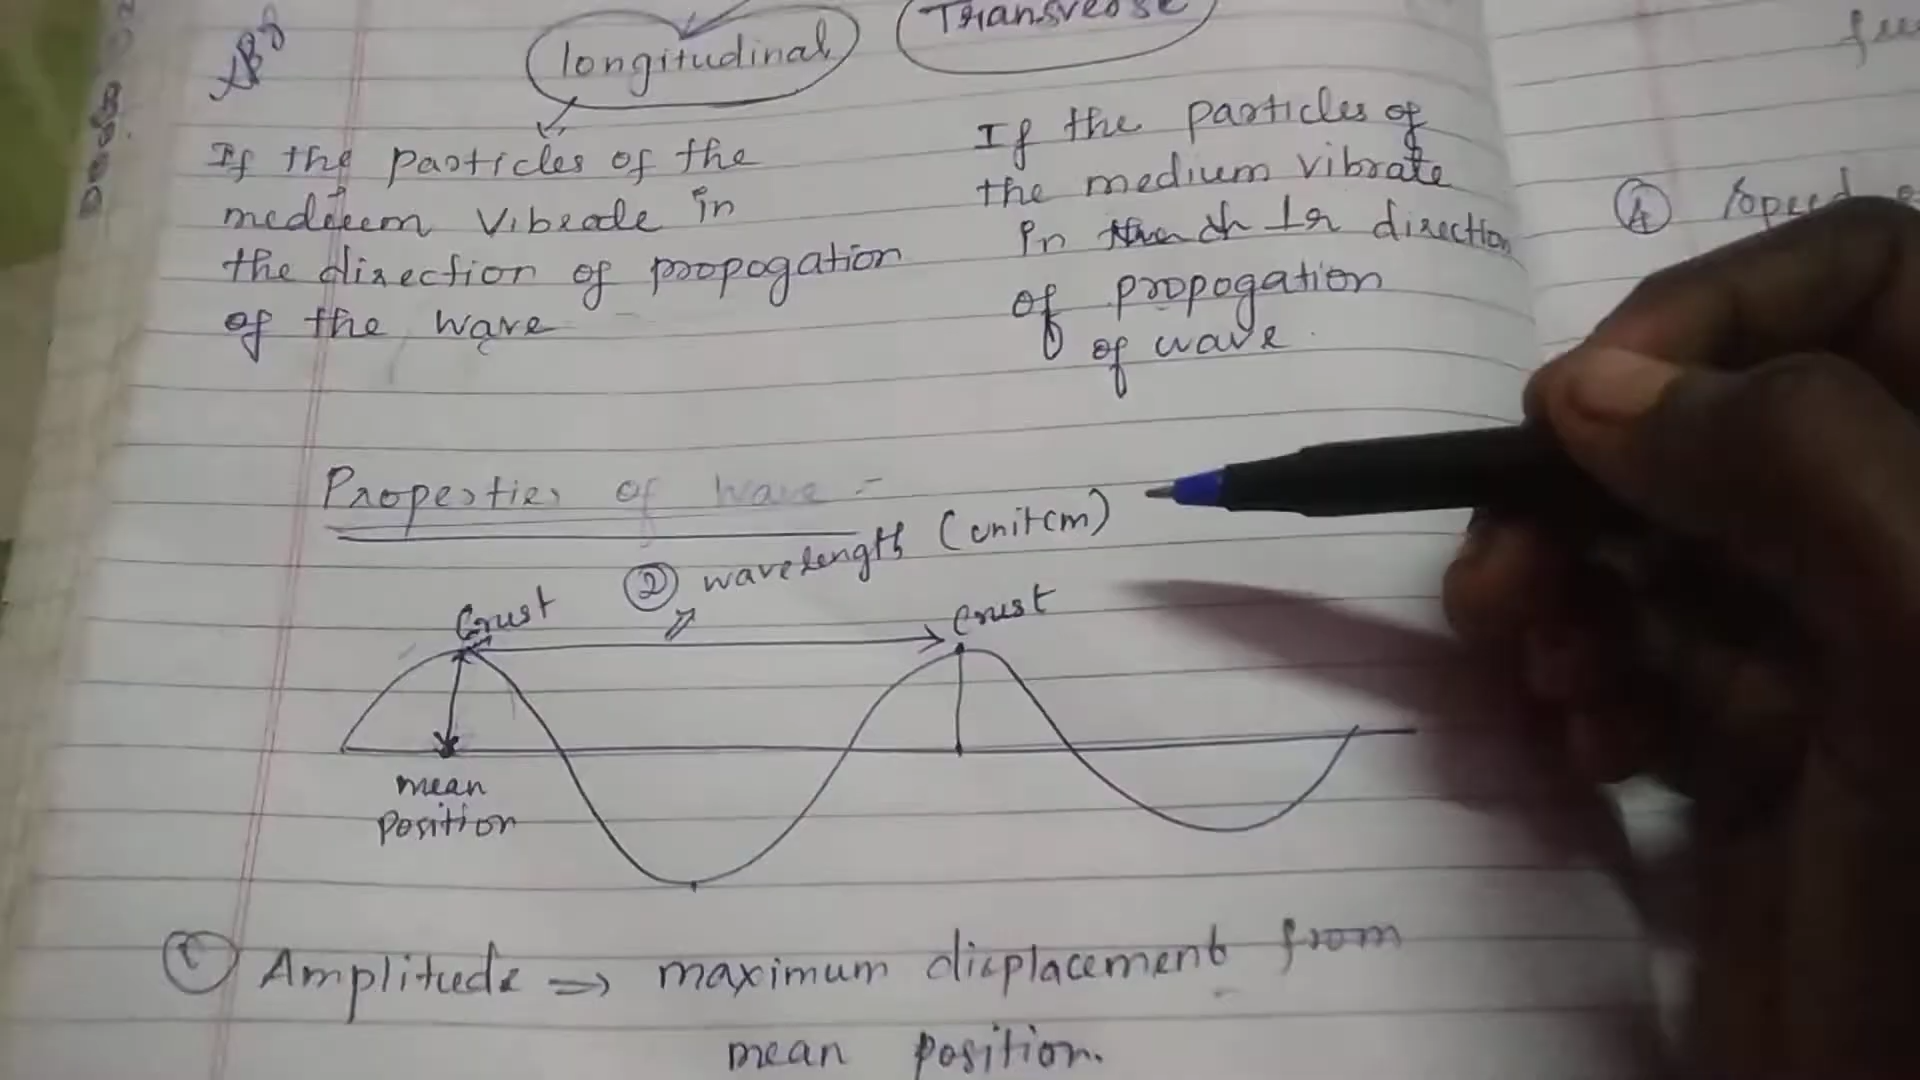 longitudinal
Transverse
If the particles of the
medium vibrate in
the direction of propogation
of the wave
If the particles of
the medium vibrate
in ⊥r direction
of propogation
of wave.
④ Speed
Properties of wave -
② wavelength (unit cm)
Crust
Crust
mean
position
① Amplitude ⇒ maximum displacement from
mean position.